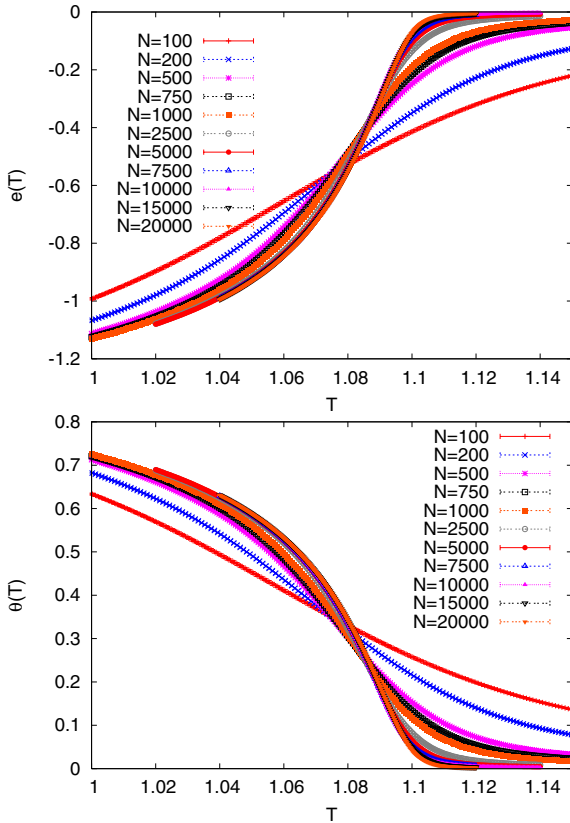 0
-0.2
-0.4
-0.6
-0.8
-1
-1.2
e(T)
N=100
N=200
N=500
N=750
N=1000
N=2500
N=5000
N=7500
N=10000
N=15000
N=20000
1 1.02 1.04 1.06 1.08 1.1 1.12 1.14
T
0.8
0.7
0.6
0.5
0.4
0.3
0.2
0.1
0
θ(T)
N=100
N=200
N=500
N=750
N=1000
N=2500
N=5000
N=7500
N=10000
N=15000
N=20000
1 1.02 1.04 1.06 1.08 1.1 1.12 1.14
T